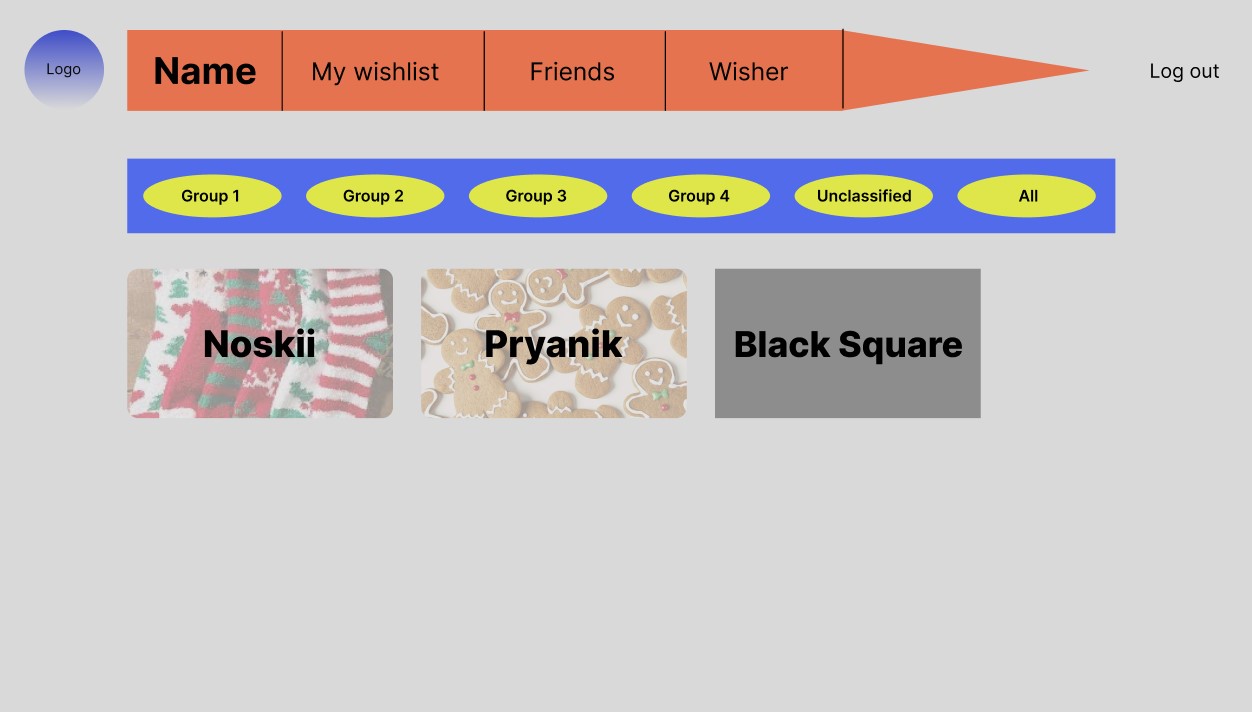 Logo
Name
My wishlist
Friends
Wisher
Log out
Group 1
Group 2
Group 3
Group 4
Unclassified
All
Noskii
Pryanik
Black Square